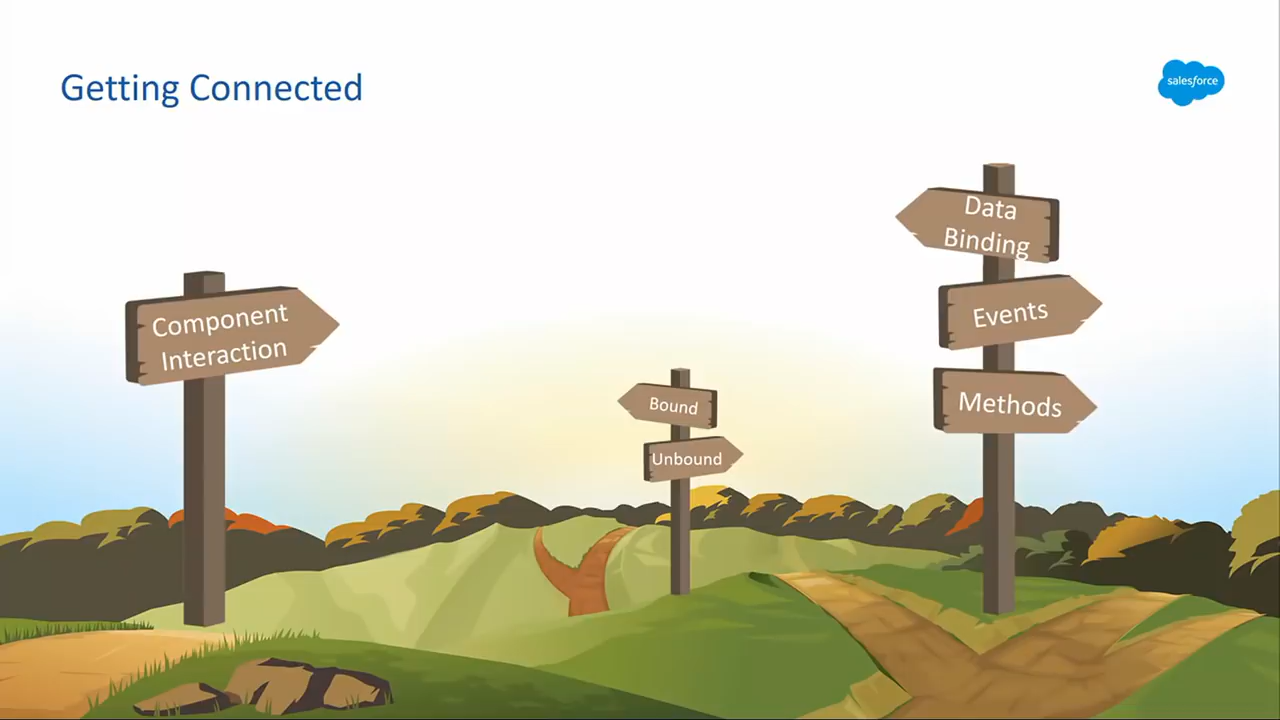 Getting Connected
salesforce
Component
Interaction
Bound
Unbound
Data
Binding
Events
Methods